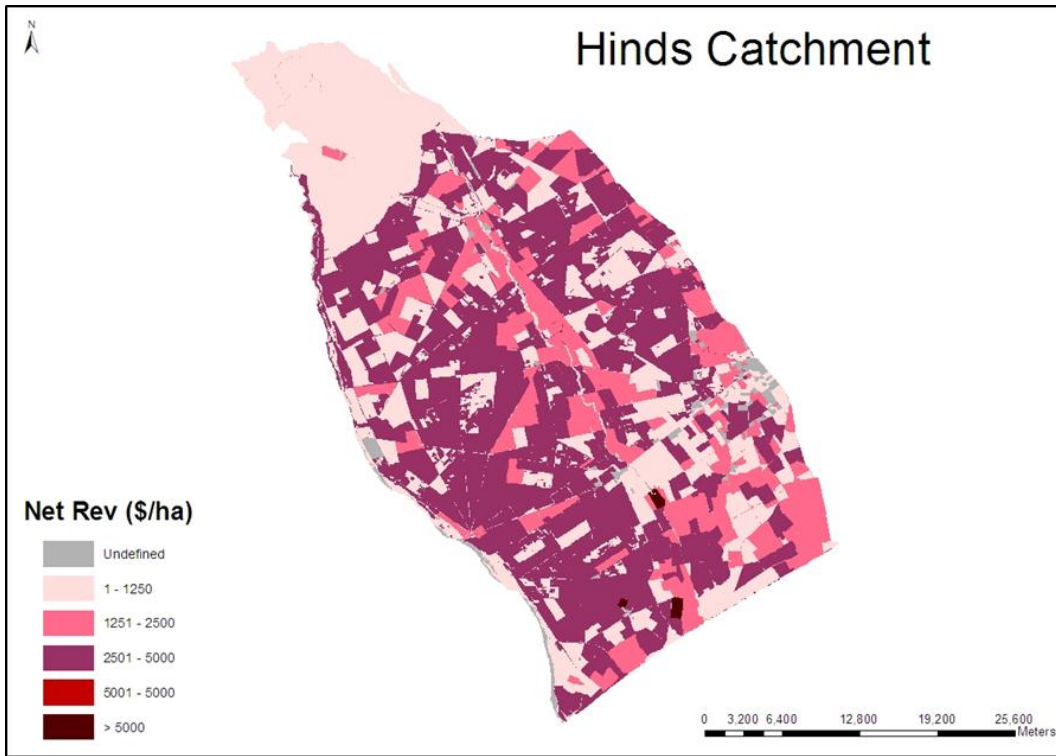 N
Hinds Catchment
Net Rev ($/ha)
Undefined
1 - 1250
1251 - 2500
2501 - 5000
5001 - 5000
> 5000
0 3,200 6,400 12,800 19,200 25,600
Meters